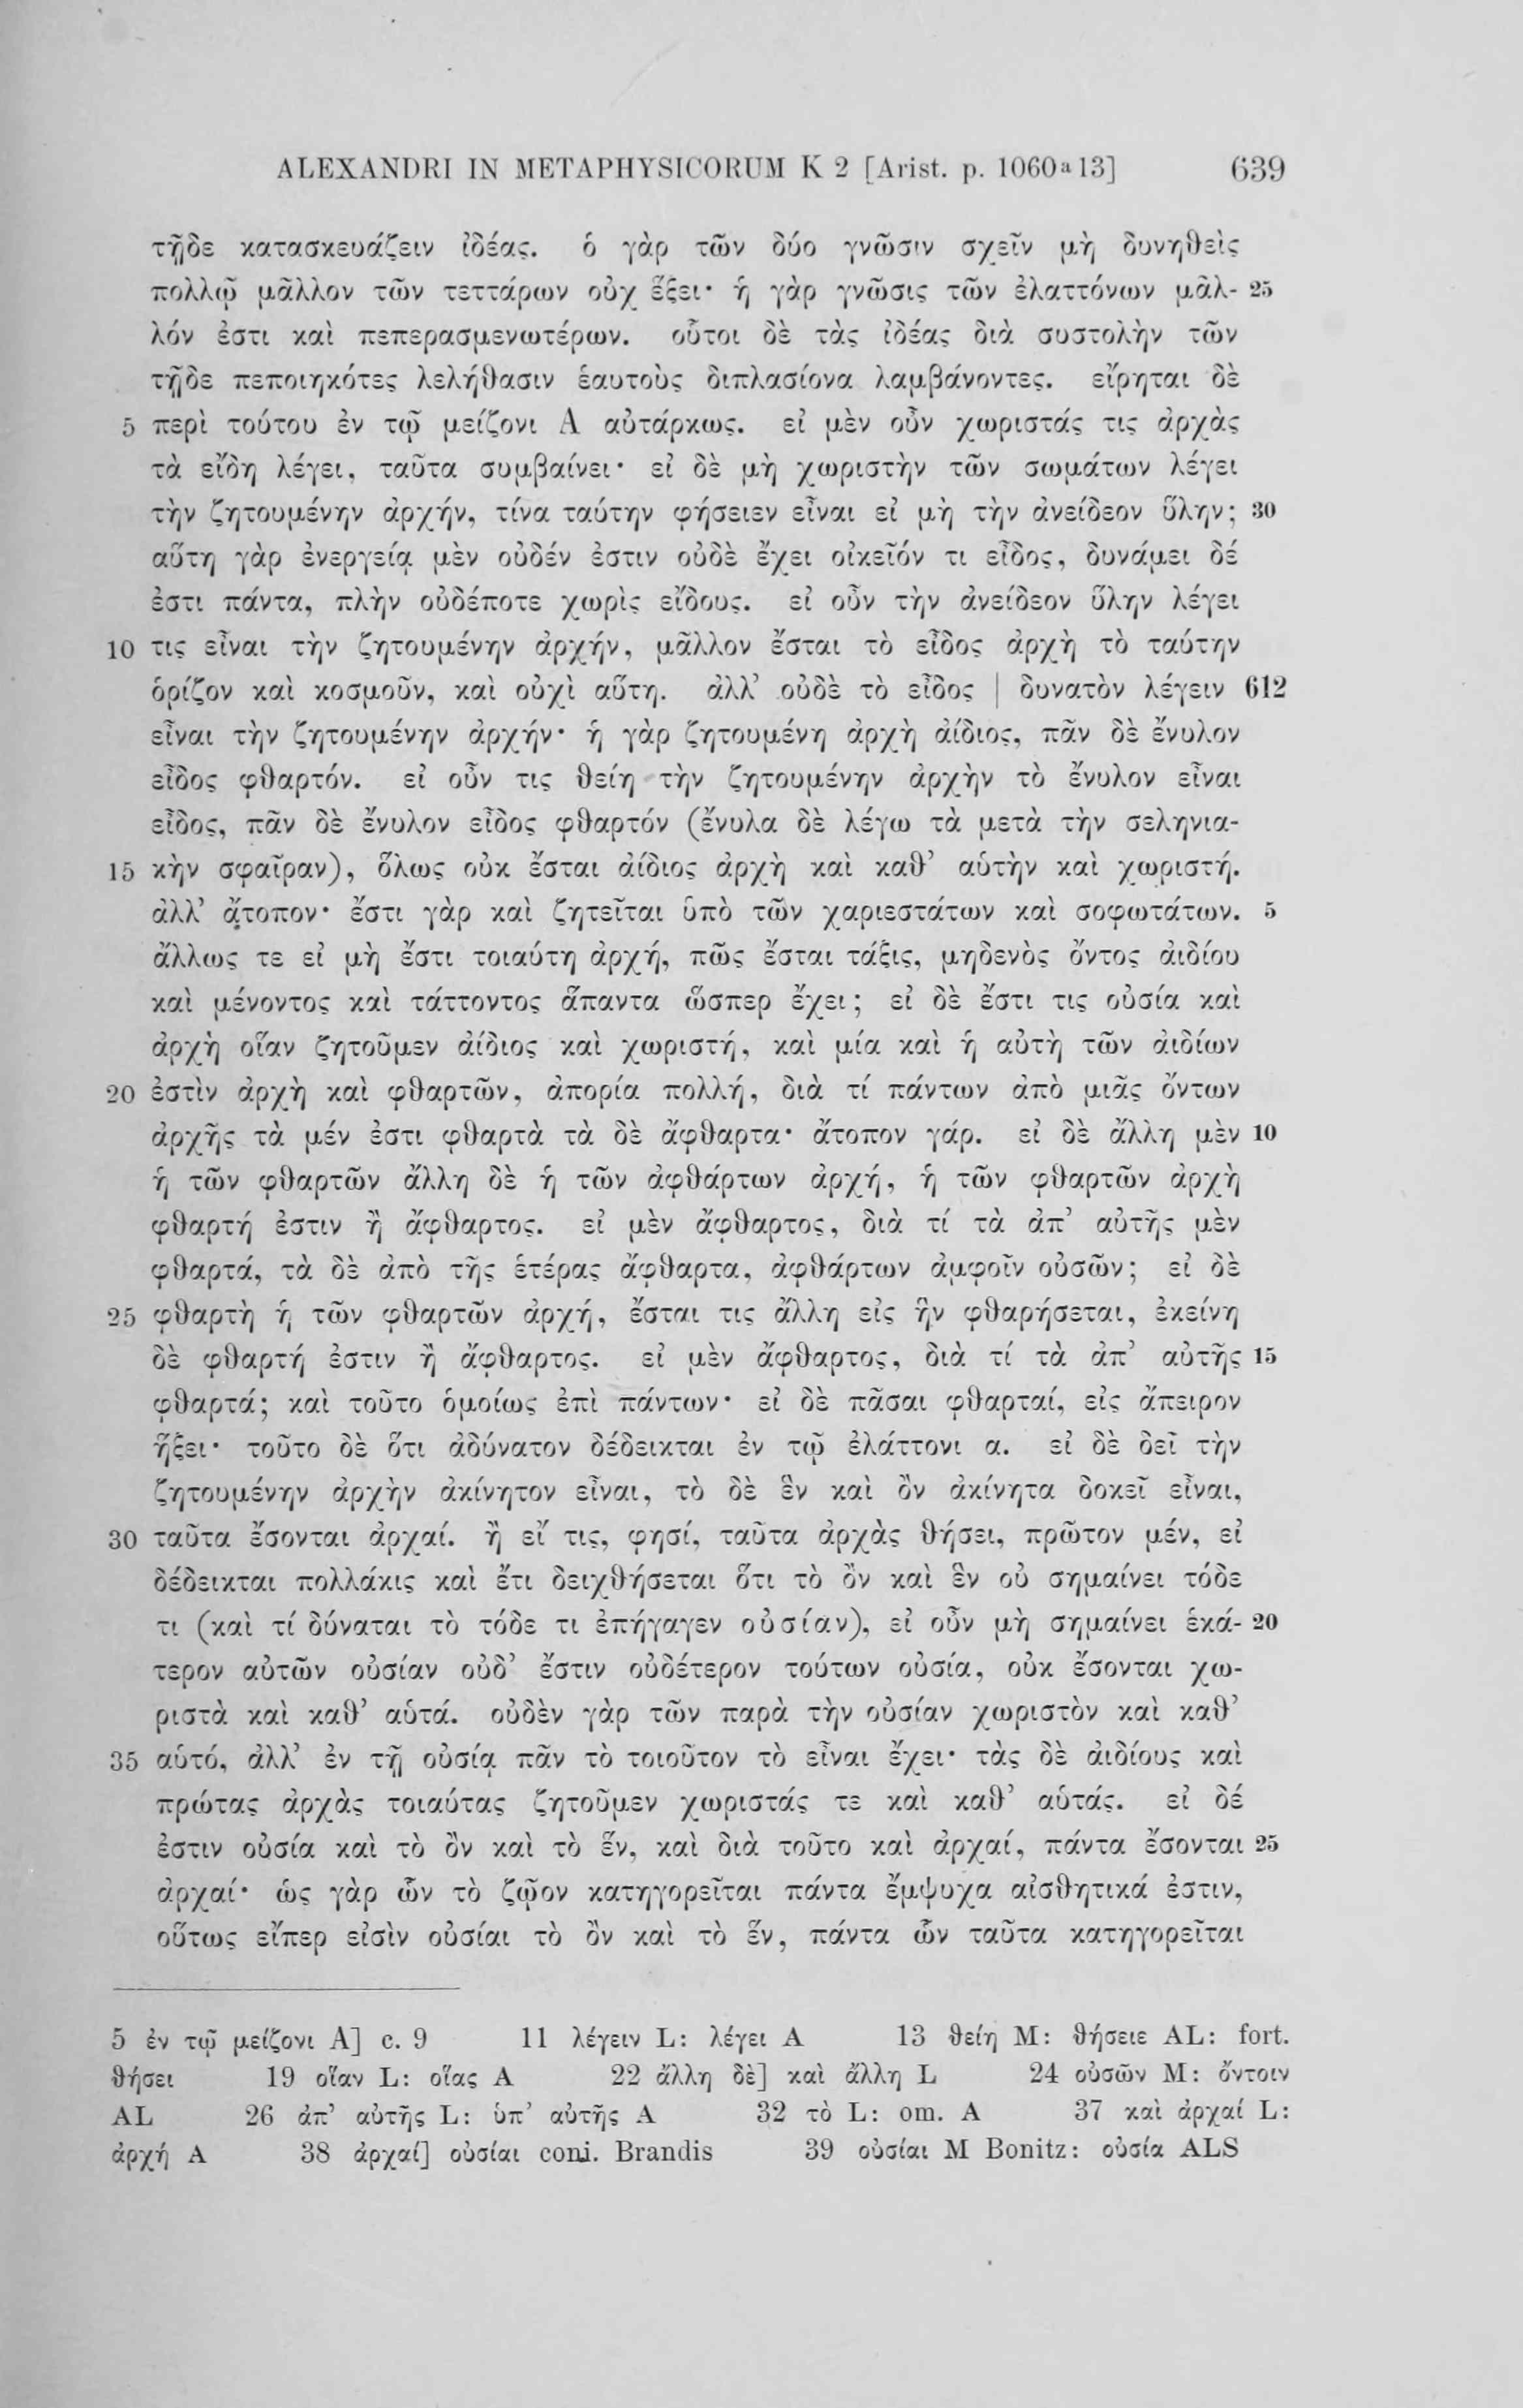 ALEXANDRI IN METAPHYSICORUM K 2 [Arist. p. 1060ᵃ13] 639
τῇδε κατασκευάζειν ἰδέας. ὁ γὰρ τῶν δύο γνῶσιν σχεῖν μὴ δυνηθεὶς
πολλῷ μᾶλλον τῶν τεττάρων οὐχ ἕξει· ἡ γὰρ γνῶσις τῶν ἐλαττόνων μᾶλ- 25
λόν ἐστι καὶ πεπερασμενωτέρων. οὗτοι δὲ τὰς ἰδέας διὰ συστολὴν τῶν
τῇδε πεποιηκότες λελήθασιν ἑαυτοὺς διπλασίονα λαμβάνοντες. εἴρηται δὲ
5 περὶ τούτου ἐν τῷ μείζονι Α αὐτάρκως. εἰ μὲν οὖν χωριστάς τις ἀρχὰς
τὰ εἴδη λέγει, ταῦτα συμβαίνει· εἰ δὲ μὴ χωριστὴν τῶν σωμάτων λέγει
τὴν ζητουμένην ἀρχήν, τίνα ταύτην φήσειεν εἶναι εἰ μὴ τὴν ἀνείδεον ὕλην; 30
αὕτη γὰρ ἐνεργείᾳ μὲν οὐδέν ἐστιν οὐδὲ ἔχει οἰκεῖόν τι εἶδος, δυνάμει δέ
ἐστι πάντα, πλὴν οὐδέποτε χωρὶς εἴδους. εἰ οὖν τὴν ἀνείδεον ὕλην λέγει
10 τις εἶναι τὴν ζητουμένην ἀρχήν, μᾶλλον ἔσται τὸ εἶδος ἀρχὴ τὸ ταύτην
ὁρίζον καὶ κοσμοῦν, καὶ οὐχὶ αὕτη. ἀλλ’ οὐδὲ τὸ εἶδος | δυνατὸν λέγειν 612
εἶναι τὴν ζητουμένην ἀρχήν· ἡ γὰρ ζητουμένη ἀρχὴ ἀίδιος, πᾶν δὲ ἔνυλον
εἶδος φθαρτόν. εἰ οὖν τις θείη τὴν ζητουμένην ἀρχὴν τὸ ἔνυλον εἶναι
εἶδος, πᾶν δὲ ἔνυλον εἶδος φθαρτόν (ἔνυλα δὲ λέγω τὰ μετὰ τὴν σεληνια-
15 κὴν σφαῖραν), ὅλως οὐκ ἔσται ἀίδιος ἀρχὴ καὶ καθ’ αὑτὴν καὶ χωριστή.
ἀλλ’ ἄτοπον· ἔστι γὰρ καὶ ζητεῖται ὑπὸ τῶν χαριεστάτων καὶ σοφωτάτων. 5
ἄλλως τε εἰ μὴ ἔστι τοιαύτη ἀρχή, πῶς ἔσται τάξις, μηδενὸς ὄντος ἀιδίου
καὶ μένοντος καὶ τάττοντος ἅπαντα ὥσπερ ἔχει; εἰ δὲ ἔστι τις οὐσία καὶ
ἀρχὴ οἵαν ζητοῦμεν ἀίδιος καὶ χωριστή, καὶ μία καὶ ἡ αὐτὴ τῶν ἀιδίων
20 ἐστὶν ἀρχὴ καὶ φθαρτῶν, ἀπορία πολλή, διὰ τί πάντων ἀπὸ μιᾶς ὄντων
ἀρχῆς τὰ μέν ἐστι φθαρτὰ τὰ δὲ ἄφθαρτα· ἄτοπον γάρ. εἰ δὲ ἄλλη μὲν 10
ἡ τῶν φθαρτῶν ἄλλη δὲ ἡ τῶν ἀφθάρτων ἀρχή, ἡ τῶν φθαρτῶν ἀρχὴ
φθαρτή ἐστιν ἢ ἄφθαρτος. εἰ μὲν ἄφθαρτος, διὰ τί τὰ ἀπ’ αὐτῆς μὲν
φθαρτά, τὰ δὲ ἀπὸ τῆς ἑτέρας ἄφθαρτα, ἀφθάρτων ἀμφοῖν οὐσῶν; εἰ δὲ
25 φθαρτὴ ἡ τῶν φθαρτῶν ἀρχή, ἔσται τις ἄλλη εἰς ἣν φθαρήσεται, ἐκείνη
δὲ φθαρτή ἐστιν ἢ ἄφθαρτος. εἰ μὲν ἄφθαρτος, διὰ τί τὰ ἀπ’ αὐτῆς 15
φθαρτά; καὶ τοῦτο ὁμοίως ἐπὶ πάντων· εἰ δὲ πᾶσαι φθαρταί, εἰς ἄπειρον
ἥξει· τοῦτο δὲ ὅτι ἀδύνατον δέδεικται ἐν τῷ ἐλάττονι α. εἰ δὲ δεῖ τὴν
ζητουμένην ἀρχὴν ἀκίνητον εἶναι, τὸ δὲ ἓν καὶ ὂν ἀκίνητα δοκεῖ εἶναι,
30 ταῦτα ἔσονται ἀρχαί. ἢ εἴ τις, φησί, ταῦτα ἀρχὰς θήσει, πρῶτον μέν, εἰ
δέδεικται πολλάκις καὶ ἔτι δειχθήσεται ὅτι τὸ ὂν καὶ ἓν οὐ σημαίνει τόδε
τι (καὶ τί δύναται τὸ τόδε τι ἐπήγαγεν οὐσίαν), εἰ οὖν μὴ σημαίνει ἑκά- 20
τερον αὐτῶν οὐσίαν οὐδ’ ἔστιν οὐδέτερον τούτων οὐσία, οὐκ ἔσονται χω-
ριστὰ καὶ καθ’ αὑτά. οὐδὲν γὰρ τῶν παρὰ τὴν οὐσίαν χωριστὸν καὶ καθ’
35 αὑτό, ἀλλ’ ἐν τῇ οὐσίᾳ πᾶν τὸ τοιοῦτον τὸ εἶναι ἔχει· τὰς δὲ ἀιδίους καὶ
πρώτας ἀρχὰς τοιαύτας ζητοῦμεν χωριστάς τε καὶ καθ’ αὑτάς. εἰ δέ
ἐστιν οὐσία καὶ τὸ ὂν καὶ τὸ ἕν, καὶ διὰ τοῦτο καὶ ἀρχαί, πάντα ἔσονται 25
ἀρχαί· ὡς γὰρ ὧν τὸ ζῷον κατηγορεῖται πάντα ἔμψυχα αἰσθητικά ἐστιν,
οὕτως εἴπερ εἰσὶν οὐσίαι τὸ ὂν καὶ τὸ ἕν, πάντα ὧν ταῦτα κατηγορεῖται
5 ἐν τῷ μείζονι Α] c. 9 11 λέγειν L: λέγει A 13 θείη M: θήσειε AL: fort.
θήσει 19 οἵαν L: οἵας A 22 ἄλλη δὲ] καὶ ἄλλη L 24 οὐσῶν M: ὄντοιν
AL 26 ἀπ’ αὐτῆς L: ὑπ’ αὐτῆς A 32 τὸ L: om. A 37 καὶ ἀρχαί L:
ἀρχή A 38 ἀρχαί] οὐσίαι coni. Brandis 39 οὐσίαι M Bonitz: οὐσία ALS